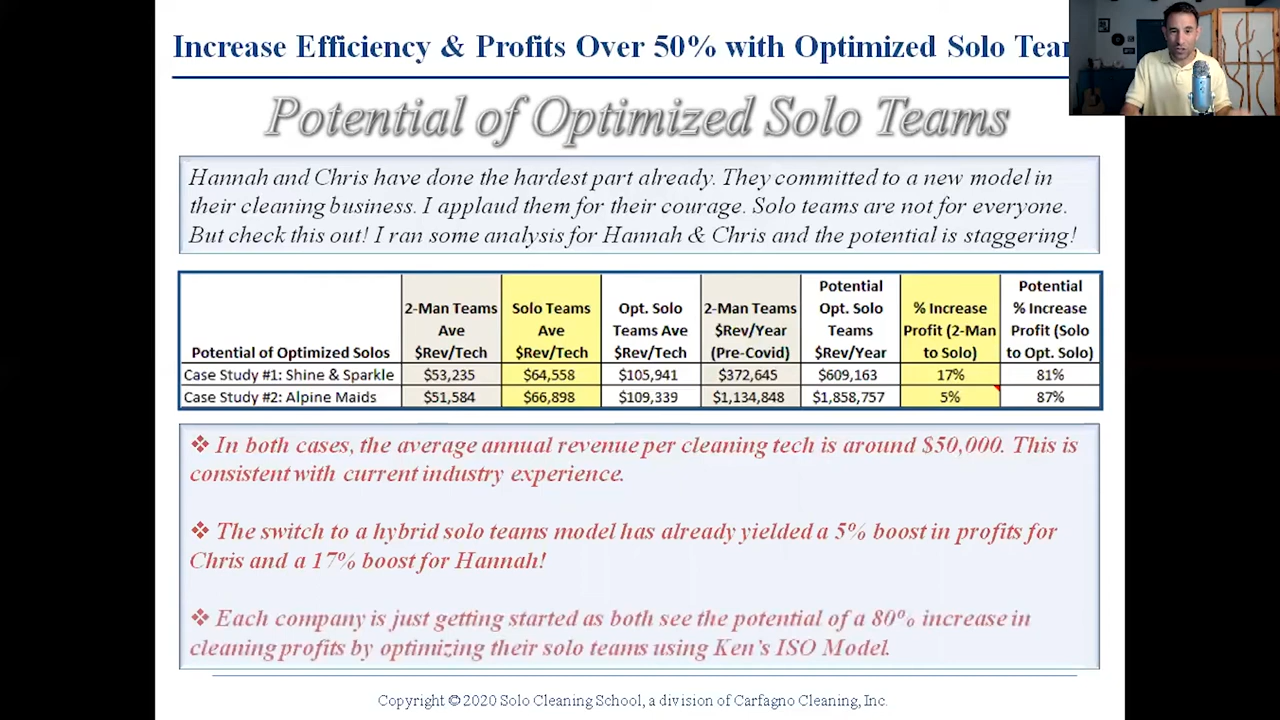 Increase Efficiency & Profits Over 50% with Optimized Solo
Potential of Optimized Solo Teams
Hannah and Chris have done the hardest part already. They committed to a new model in
their cleaning business. I applaud them for their courage. Solo teams are not for everyone.
But check this out! I ran some analysis for Hannah & Chris and the potential is staggering!
Potential of Optimized Solos
2-Man Teams
Ave
$Rev/Tech
Solo Teams
Ave
$Rev/Tech
Opt. Solo
Teams Ave
$Rev/Tech
2-Man Teams
$Rev/Year
(Pre-Covid)
Potential
Opt. Solo
Teams
$Rev/Year
% Increase
Profit (2-Man
to Solo)
Potential
% Increase
Profit (Solo
to Opt. Solo)
Case Study #1: Shine & Sparkle $53,235 $64,558 $105,941 $372,645 $609,163 17% 81%
Case Study #2: Alpine Maids $51,584 $66,898 $109,339 $1,134,848 $1,858,757 5% 87%
❖ In both cases, the average annual revenue per cleaning tech is around $50,000. This is
consistent with current industry experience.
❖ The switch to a hybrid solo teams model has already yielded a 5% boost in profits for
Chris and a 17% boost for Hannah!
❖ Each company is just getting started as both see the potential of a 80% increase in
cleaning profits by optimizing their solo teams using Ken's ISO Model.
Copyright © 2020 Solo Cleaning School, a division of Carfagno Cleaning, Inc.